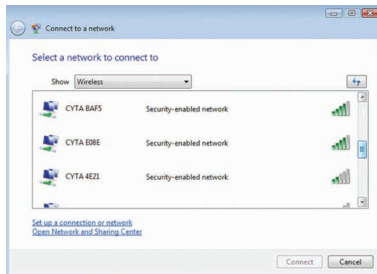 Connect to a network
Select a network to connect to
Show Wireless
CYTA BAF5 Security-enabled network
CYTA E08E Security-enabled network
CYTA 4E21 Security-enabled network
Set up a connection or network
Open Network and Sharing Center
Connect Cancel